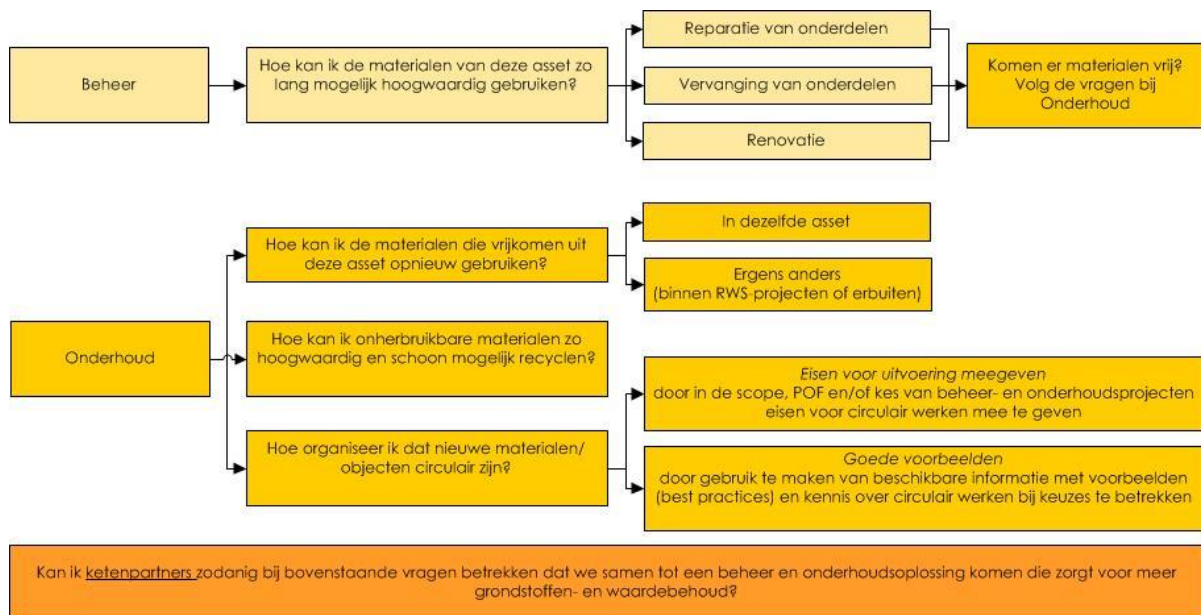 Beheer
Hoe kan ik de materialen van deze asset zo
lang mogelijk hoogwaardig gebruiken?
Reparatie van onderdelen
Vervanging van onderdelen
Renovatie
Komen er materialen vrij?
Volg de vragen bij
Onderhoud
Onderhoud
Hoe kan ik de materialen die vrijkomen uit
deze asset opnieuw gebruiken?
In dezelfde asset
Ergens anders
(binnen RWS-projecten of erbuiten)
Hoe kan ik onherbruikbare materialen zo
hoogwaardig en schoon mogelijk recyclen?
Hoe organiseer ik dat nieuwe materialen/
objecten circulair zijn?
Eisen voor uitvoering meegeven
door in de scope, POF en/of kes van beheer- en onderhoudsprojecten
eisen voor circulair werken mee te geven
Goede voorbeelden
door gebruik te maken van beschikbare informatie met voorbeelden
(best practices) en kennis over circulair werken bij keuzes te betrekken
Kan ik ketenpartners zodanig bij bovenstaande vragen betrekken dat we samen tot een beheer en onderhoudsoplossing komen die zorgt voor meer
grondstoffen- en waardebehoud?